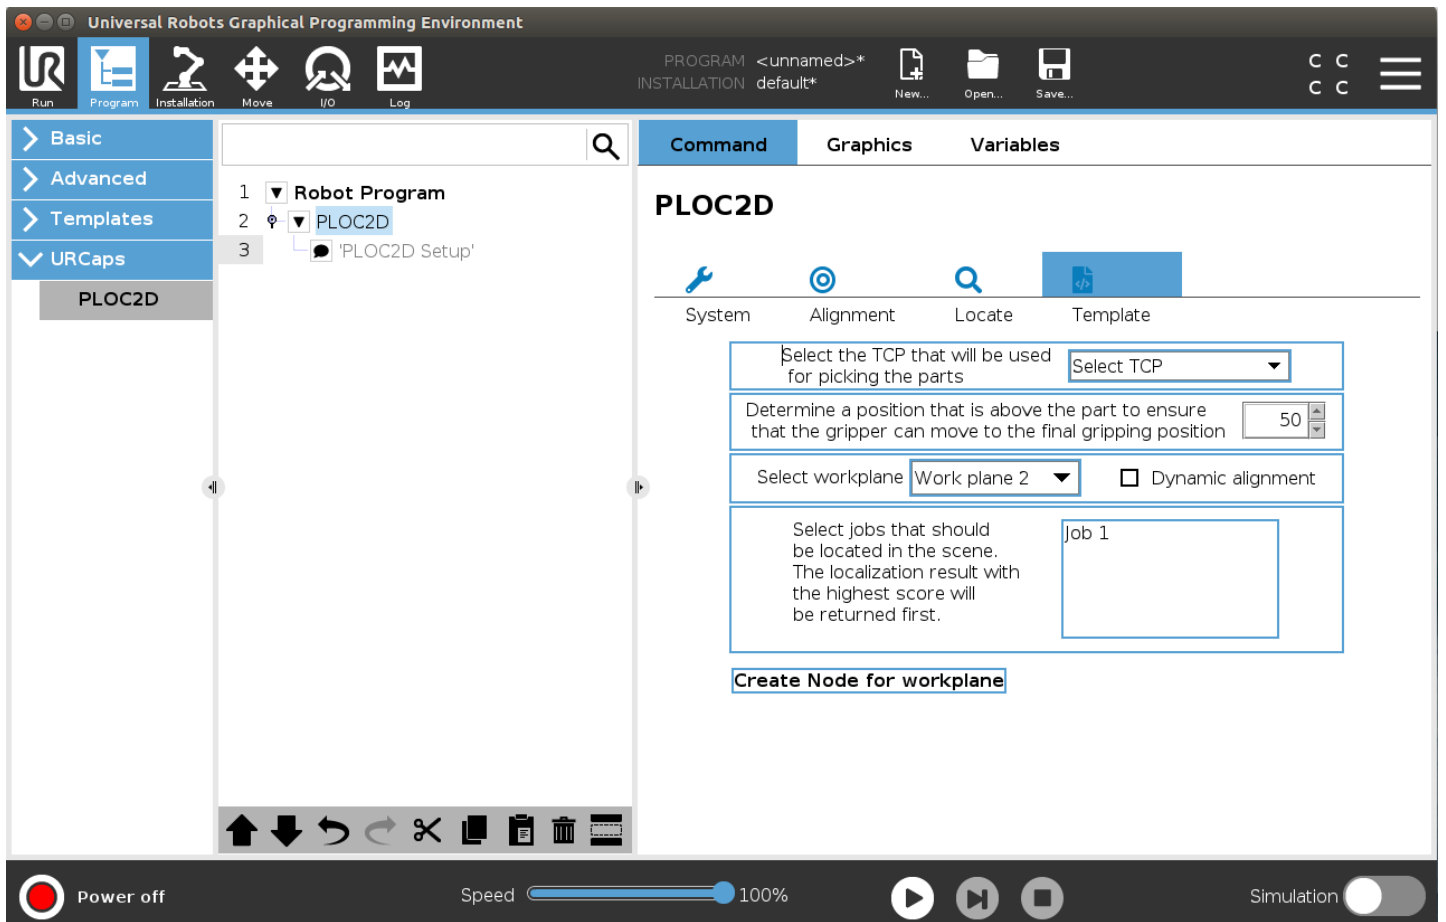 Universal Robots Graphical Programming Environment
UR
Run
Program
Installation
Move
I/O
Log
PROGRAM <unnamed>*
INSTALLATION default*
New...
Open...
Save...
C C
C C
Basic
Advanced
Templates
URCaps
PLOC2D
1 Robot Program
2 PLOC2D
3 'PLOC2D Setup'
Command
Graphics
Variables
PLOC2D
System
Alignment
Locate
Template
Select the TCP that will be used
for picking the parts
Select TCP
Determine a position that is above the part to ensure
that the gripper can move to the final gripping position
50
Select workplane
Work plane 2
Dynamic alignment
Select jobs that should
be located in the scene.
The localization result with
the highest score will
be returned first.
Job 1
Create Node for workplane
Power off
Speed
100%
Simulation